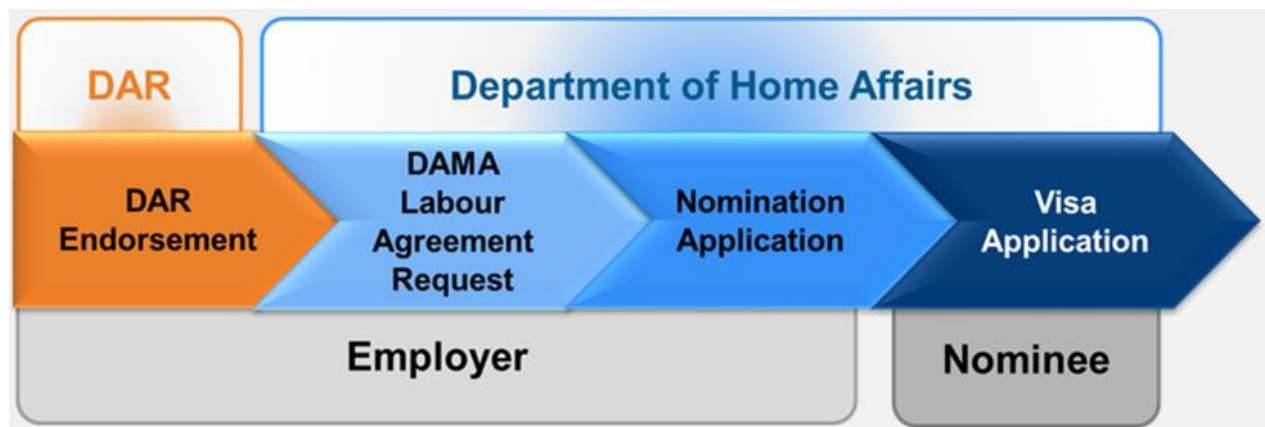 DAR
Department of Home Affairs
DAR
Endorsement
DAMA
Labour
Agreement
Request
Nomination
Application
Visa
Application
Employer
Nominee